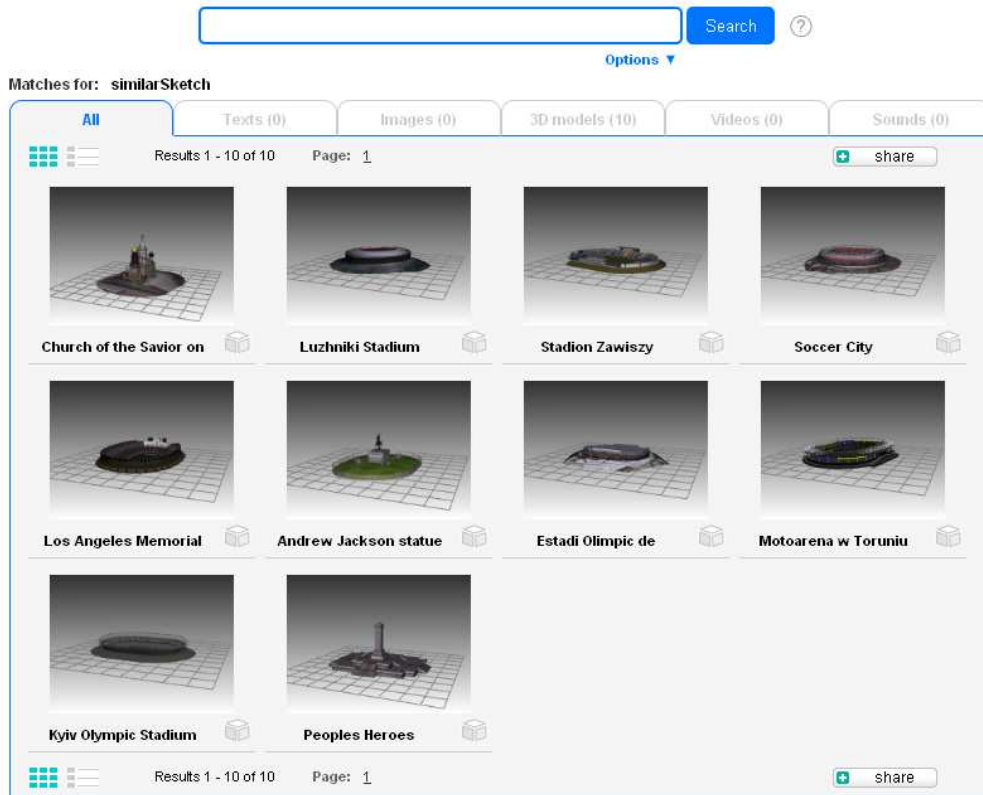 Search ?
Options ▼
Matches for: similarSketch
All Texts (0) Images (0) 3D models (10) Videos (0) Sounds (0)
Results 1 - 10 of 10 Page: 1 share
Church of the Savior on Luzhniki Stadium Stadion Zawiszy Soccer City
Los Angeles Memorial Andrew Jackson statue Estadi Olimpic de Motoarena w Toruniu
Kyiv Olympic Stadium Peoples Heroes
Results 1 - 10 of 10 Page: 1 share